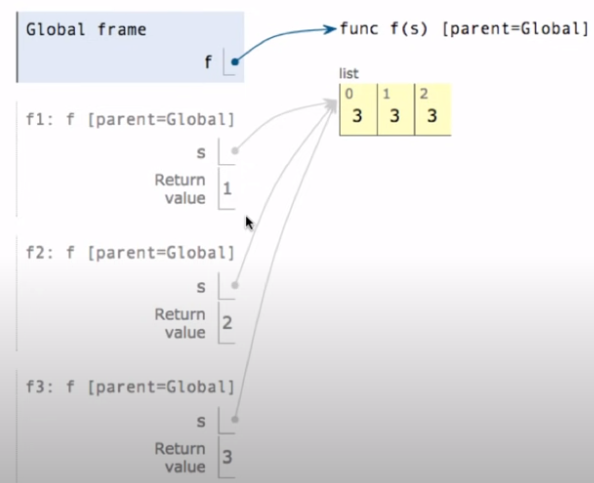 Global frame
f
func f(s) [parent=Global]
list
0 1 2
3 3 3
f1: f [parent=Global]
s
Return
value 1
f2: f [parent=Global]
s
Return
value 2
f3: f [parent=Global]
s
Return
value 3